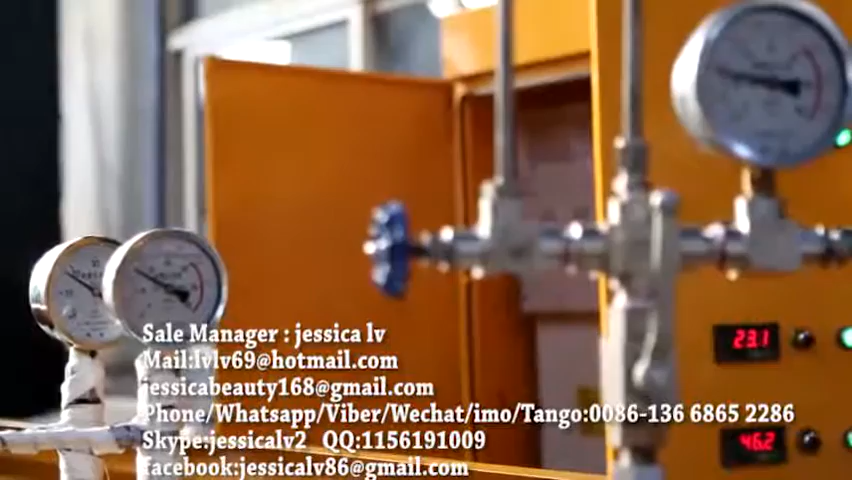 23.1
46.2
Sale Manager : jessica lv
Mail:lvlv69@hotmail.com
jessicabeauty168@gmail.com
Phone/Whatsapp/Viber/Wechat/imo/Tango:0086-136 6865 2286
Skype:jessicalv2 QQ:1156191009
facebook:jessicalv86@gmail.com